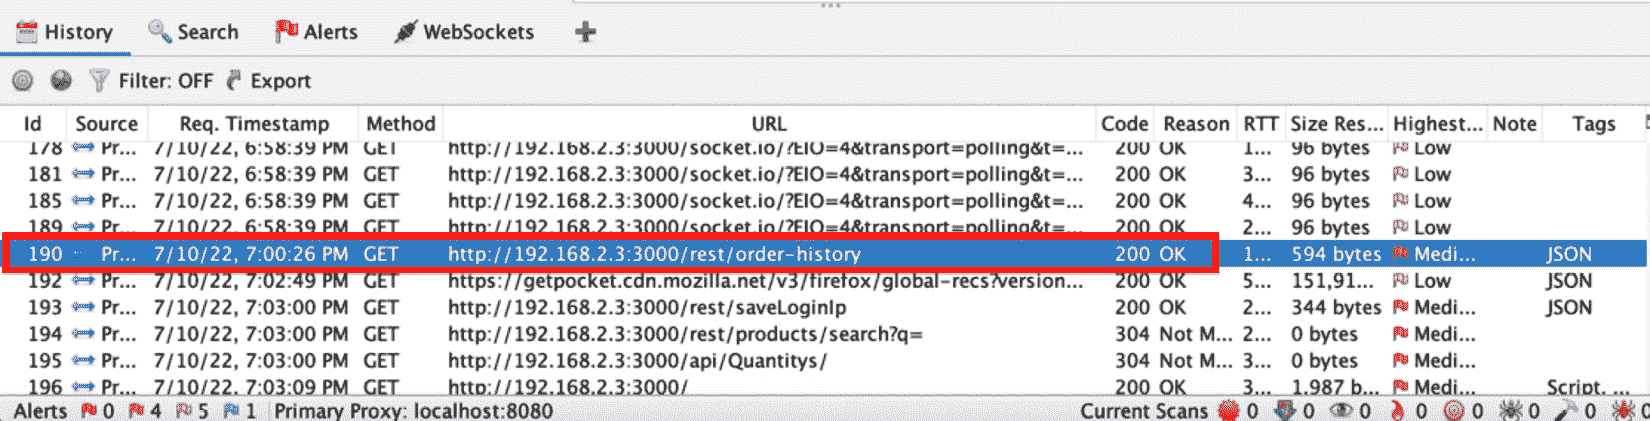 History Search Alerts WebSockets
Filter: OFF Export
Id Source Req. Timestamp Method URL Code Reason RTT Size Res... Highest... Note Tags
178 Pr... 7/10/22, 6:58:39 PM GET http://192.168.2.3:3000/socket.io/?EIO=4&transport=polling&t=... 200 OK 1... 96 bytes Low
181 Pr... 7/10/22, 6:58:39 PM GET http://192.168.2.3:3000/socket.io/?EIO=4&transport=polling&t=... 200 OK 3... 96 bytes Low
185 Pr... 7/10/22, 6:58:39 PM GET http://192.168.2.3:3000/socket.io/?EIO=4&transport=polling&t=... 200 OK 4... 96 bytes Low
189 Pr... 7/10/22, 6:58:39 PM GET http://192.168.2.3:3000/socket.io/?EIO=4&transport=polling&t=... 200 OK 2... 96 bytes Low
190 Pr... 7/10/22, 7:00:26 PM GET http://192.168.2.3:3000/rest/order-history 200 OK 1... 594 bytes Medi... JSON
192 Pr... 7/10/22, 7:02:49 PM GET https://getpocket.cdn.mozilla.net/v3/firefox/global-recs?version... 200 OK 5... 151,91... Low JSON
193 Pr... 7/10/22, 7:03:00 PM GET http://192.168.2.3:3000/rest/saveLoginIp 200 OK 2... 344 bytes Medi... JSON
194 Pr... 7/10/22, 7:03:00 PM GET http://192.168.2.3:3000/rest/products/search?q= 304 Not M... 2... 0 bytes Medi...
195 Pr... 7/10/22, 7:03:00 PM GET http://192.168.2.3:3000/api/Quantitys/ 304 Not M... 3... 0 bytes Medi...
196 Pr... 7/10/22, 7:03:09 PM GET http://192.168.2.3:3000/ 200 OK 3... 1,987 b... Medi... Script, ...
Alerts 0 4 5 1 Primary Proxy: localhost:8080 Current Scans 0 0 0 0 0 0 0 0